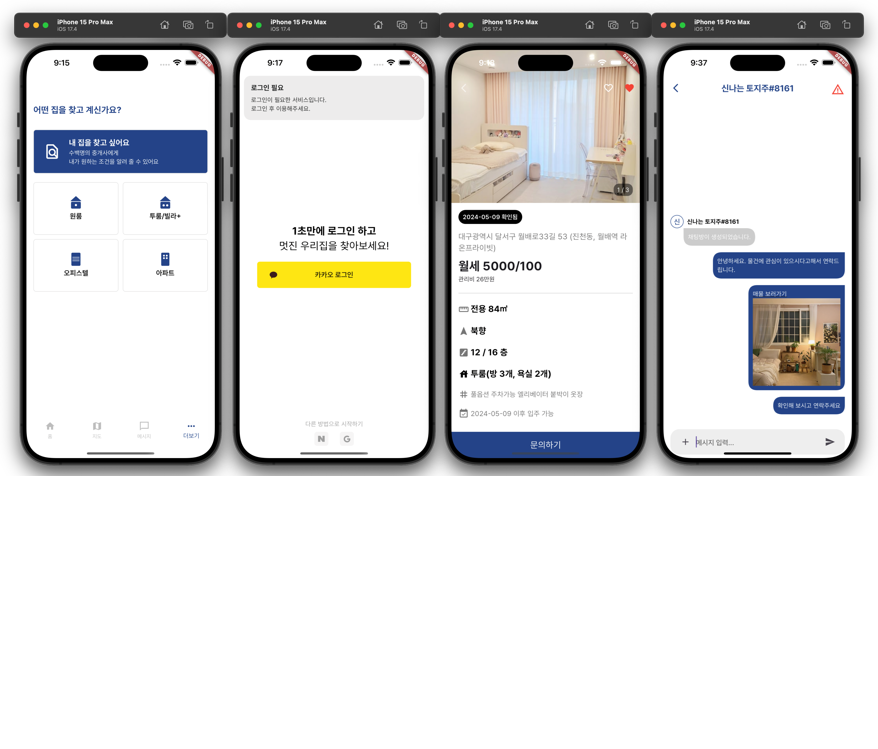 iPhone 15 Pro Max
iOS 17.4
9:15
어떤 집을 찾고 계신가요?
내 집을 찾고 싶어요
수백명의 중개사에게
내가 원하는 조건을 알려 줄 수 있어요
원룸
투룸/빌라+
오피스텔
아파트
홈
지도
메시지
더보기
iPhone 15 Pro Max
iOS 17.4
9:17
로그인 필요
로그인이 필요한 서비스입니다.
로그인 후 이용해주세요.
1초만에 로그인 하고
멋진 우리집을 찾아보세요!
카카오 로그인
다른 방법으로 시작하기
N
G
iPhone 15 Pro Max
iOS 17.4
1 / 3
2024-05-09 확인됨
대구광역시 달서구 월배로33길 53 (진천동, 월배역 라
온프라이빗)
월세 5000/100
관리비 26만원
전용 84㎡
북향
12 / 16 층
투룸(방 3개, 욕실 2개)
풀옵션 주차가능 엘리베이터 붙박이 옷장
2024-05-09 이후 입주 가능
문의하기
iPhone 15 Pro Max
iOS 17.4
9:37
신나는 토지주#8161
신
신나는 토지주#8161
채팅방이 생성되었습니다.
안녕하세요. 물건에 관심이 있으시다고해서 연락드
립니다.
매물 보러가기
확인해 보시고 연락주세요
메시지 입력...